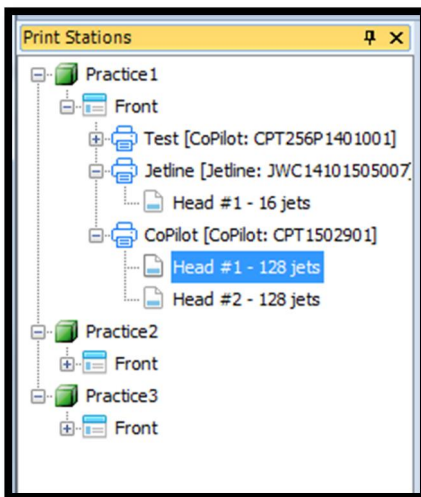 Print Stations
Practice1
Front
Test [CoPilot: CPT256P1401001]
Jetline [Jetline: JWC14101505007]
Head #1 - 16 jets
CoPilot [CoPilot: CPT1502901]
Head #1 - 128 jets
Head #2 - 128 jets
Practice2
Front
Practice3
Front